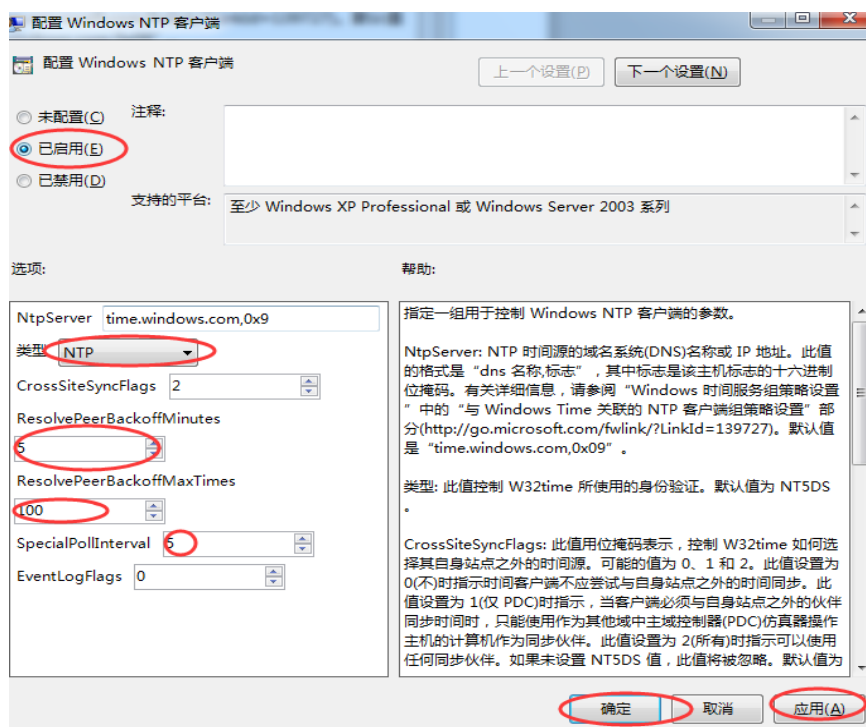 配置 Windows NTP 客户端
配置 Windows NTP 客户端
上一个设置(P)
下一个设置(N)
未配置(C)
注释:
已启用(E)
已禁用(D)
支持的平台:
至少 Windows XP Professional 或 Windows Server 2003 系列
选项:
帮助:
NtpServer time.windows.com,0x9
类型 NTP
CrossSiteSyncFlags 2
ResolvePeerBackoffMinutes
5
ResolvePeerBackoffMaxTimes
100
SpecialPollInterval 5
EventLogFlags 0
指定一组用于控制 Windows NTP 客户端的参数。
NtpServer: NTP 时间源的域名系统(DNS)名称或 IP 地址。此值
的格式是“dns 名称,标志”，其中标志是该主机标志的十六进制
位掩码。有关详细信息，请参阅“Windows 时间服务组策略设置
”中的“与 Windows Time 关联的 NTP 客户端组策略设置”部
分(http://go.microsoft.com/fwlink/?LinkId=139727)。默认值
是“time.windows.com,0x09”。
类型: 此值控制 W32time 所使用的身份验证。默认值为 NT5DS
。
CrossSiteSyncFlags: 此值用位掩码表示，控制 W32time 如何选
择其自身站点之外的时间源。可能的值为 0、1 和 2。此值设置为
0(不)时指示时间客户端不应尝试与自身站点之外的时间同步。此
值设置为 1(仅 PDC)时指示，当客户端必须与自身站点之外的伙伴
同步时间时，只能使用作为其他域中主域控制器(PDC)仿真器操作
主机的计算机作为同步伙伴。此值设置为 2(所有)时指示可以使用
任何同步伙伴。如果未设置 NT5DS 值，此值将被忽略。默认值为
确定
取消
应用(A)